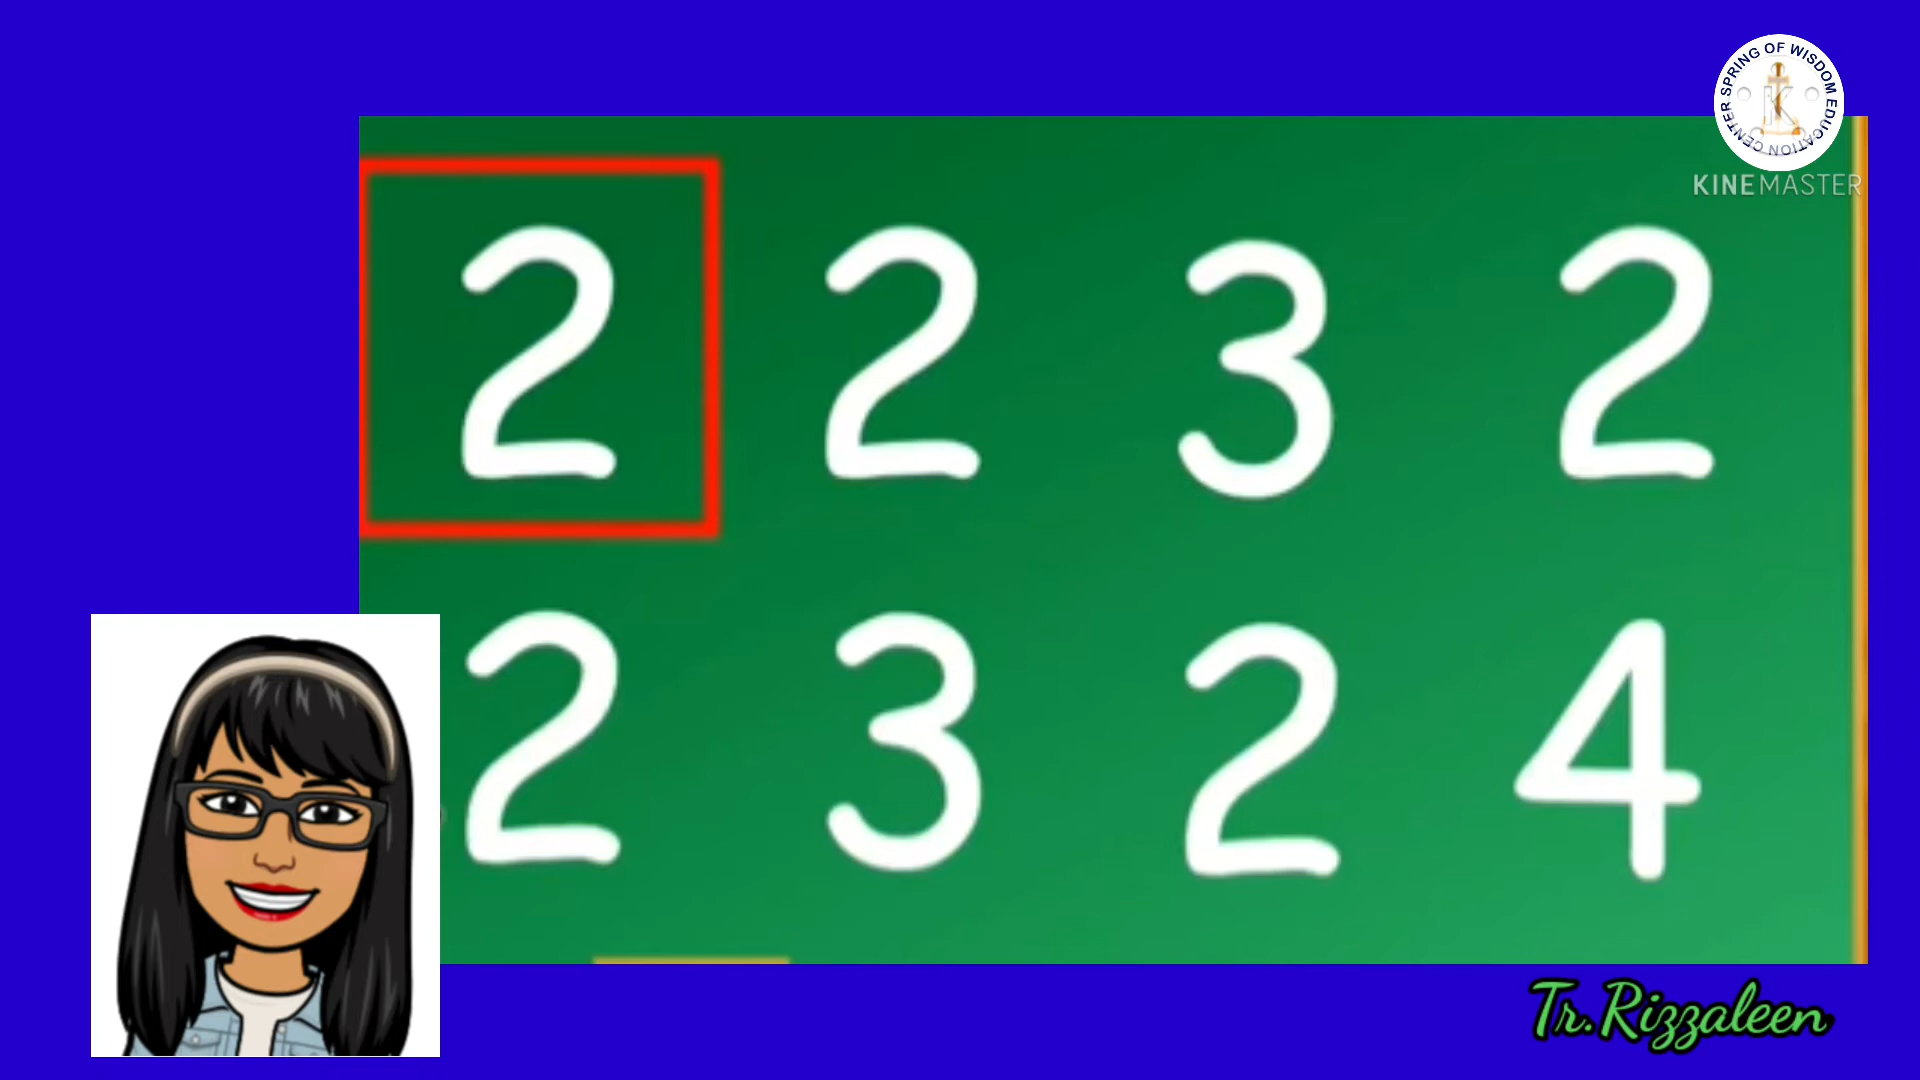 SPRING OF WISDOM EDUCATION CENTER
K
KINEMASTER
2 2 3 2
2 3 2 4
Tr.Rizzaleen